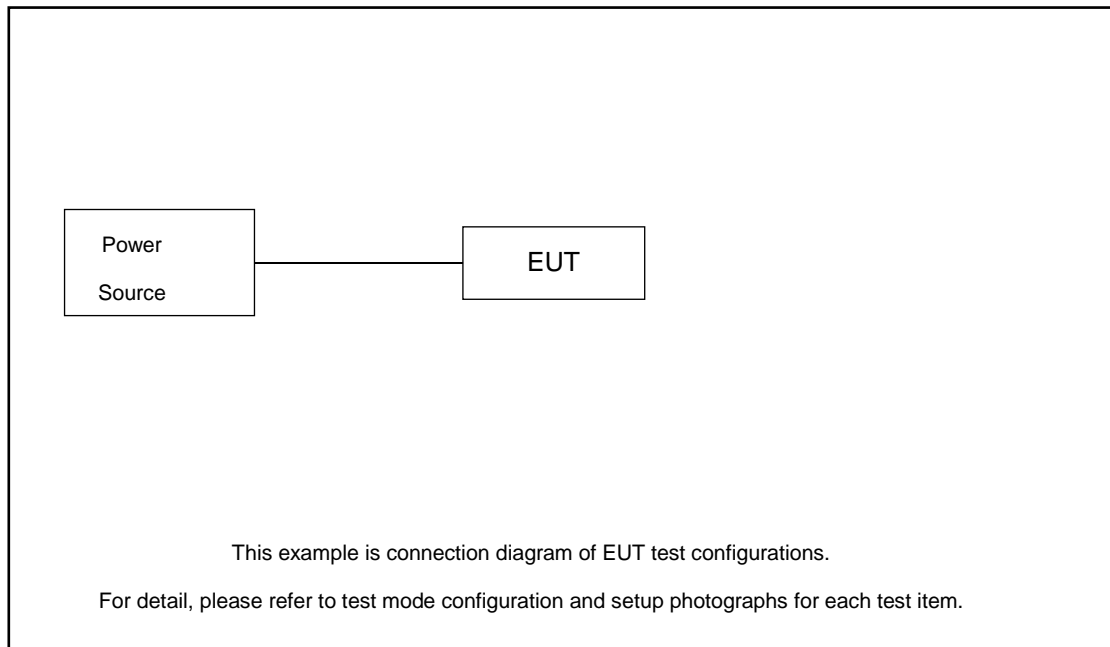 Power
Source
EUT
This example is connection diagram of EUT test configurations.
For detail, please refer to test mode configuration and setup photographs for each test item.